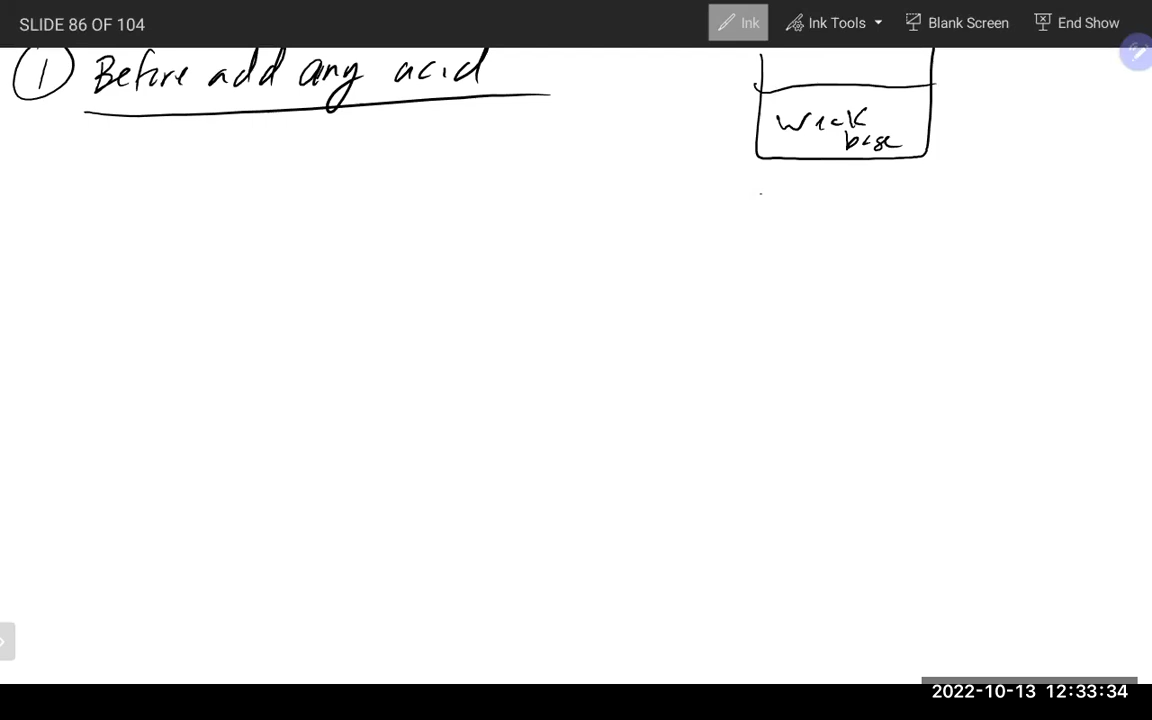 SLIDE 86 OF 104
Ink
Ink Tools
Blank Screen
End Show
① Before add any acid
Weak
base
2022-10-13 12:33:34